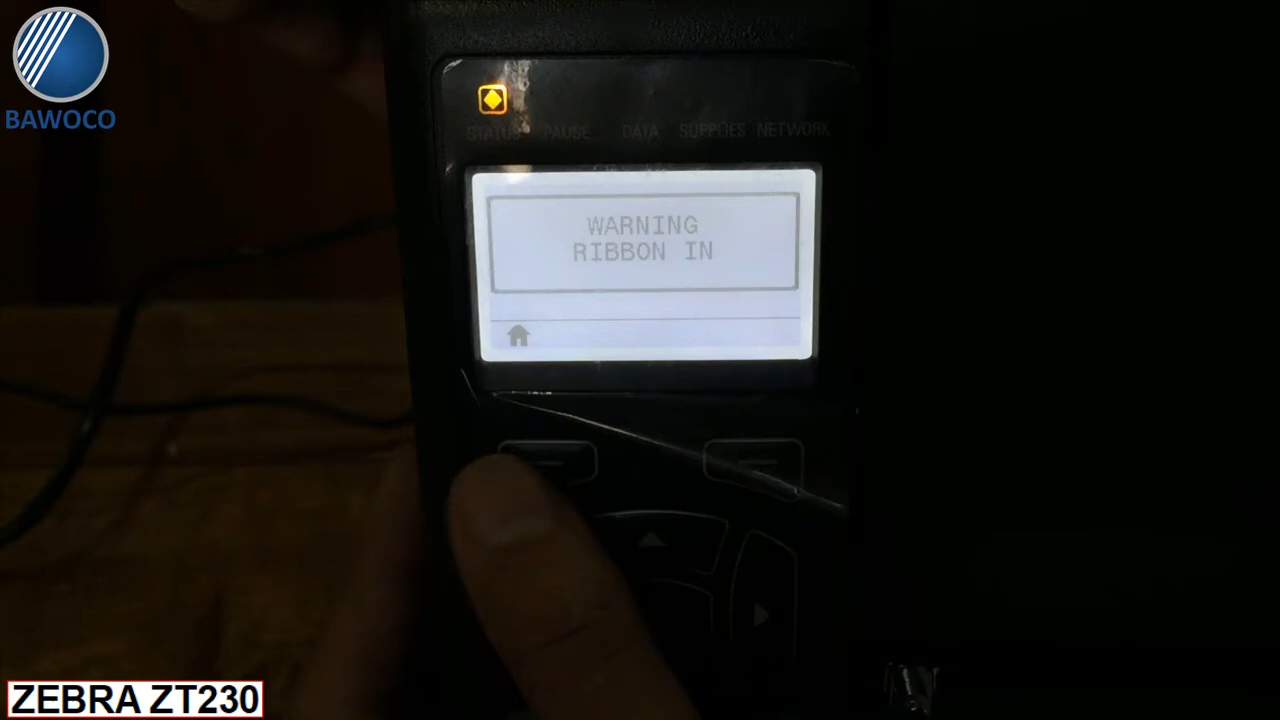 BAWOCO
STATUS PAUSE DATA SUPPLIES NETWORK
WARNING
RIBBON IN
ZEBRA ZT230